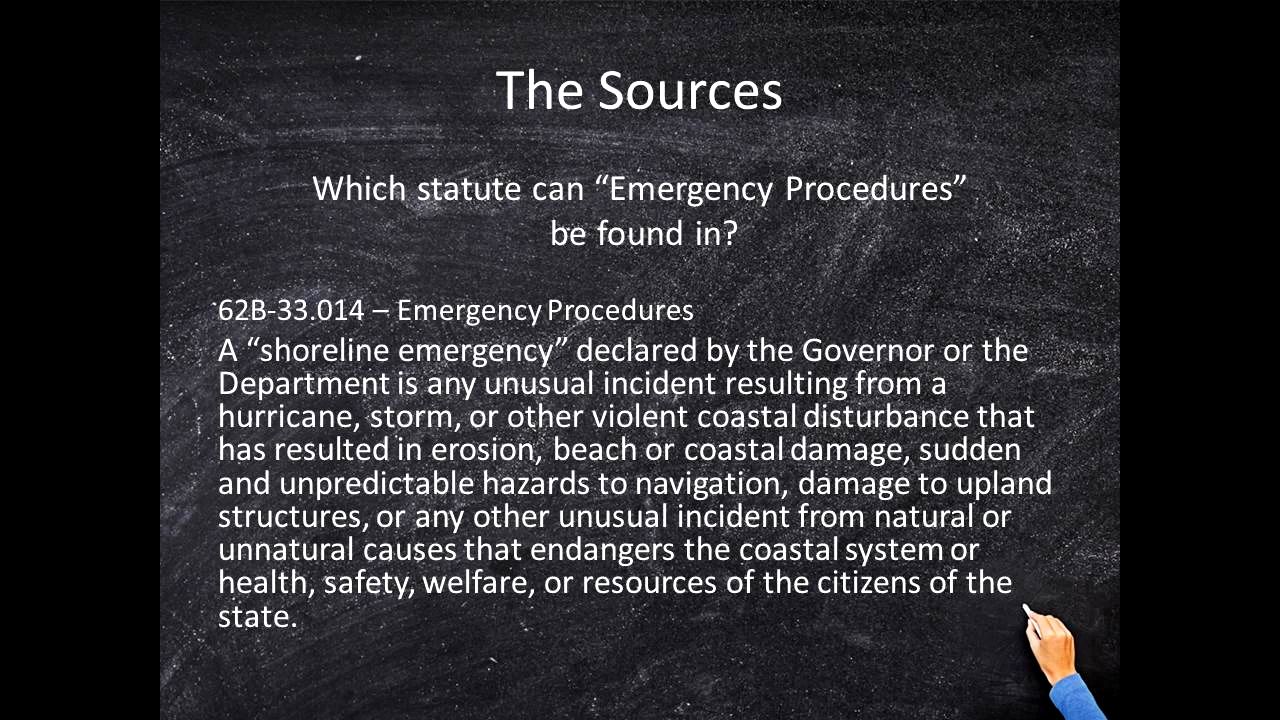 The Sources
Which statute can “Emergency Procedures”
be found in?
62B-33.014 – Emergency Procedures
A “shoreline emergency” declared by the Governor or the
Department is any unusual incident resulting from a
hurricane, storm, or other violent coastal disturbance that
has resulted in erosion, beach or coastal damage, sudden
and unpredictable hazards to navigation, damage to upland
structures, or any other unusual incident from natural or
unnatural causes that endangers the coastal system or
health, safety, welfare, or resources of the citizens of the
state.